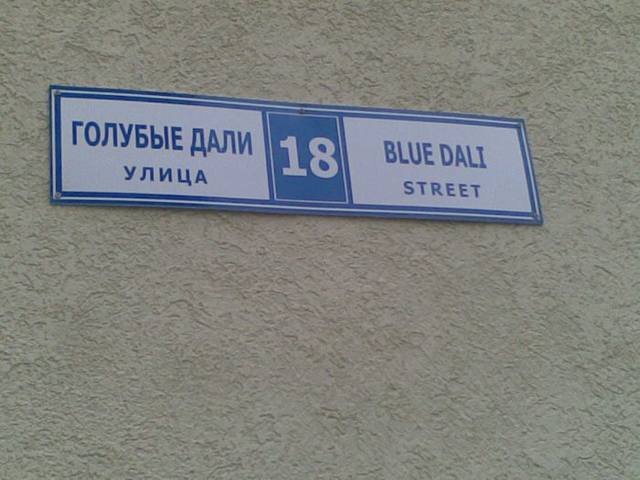 ГОЛУБЫЕ ДАЛИ
УЛИЦА
18
BLUE DALI
STREET